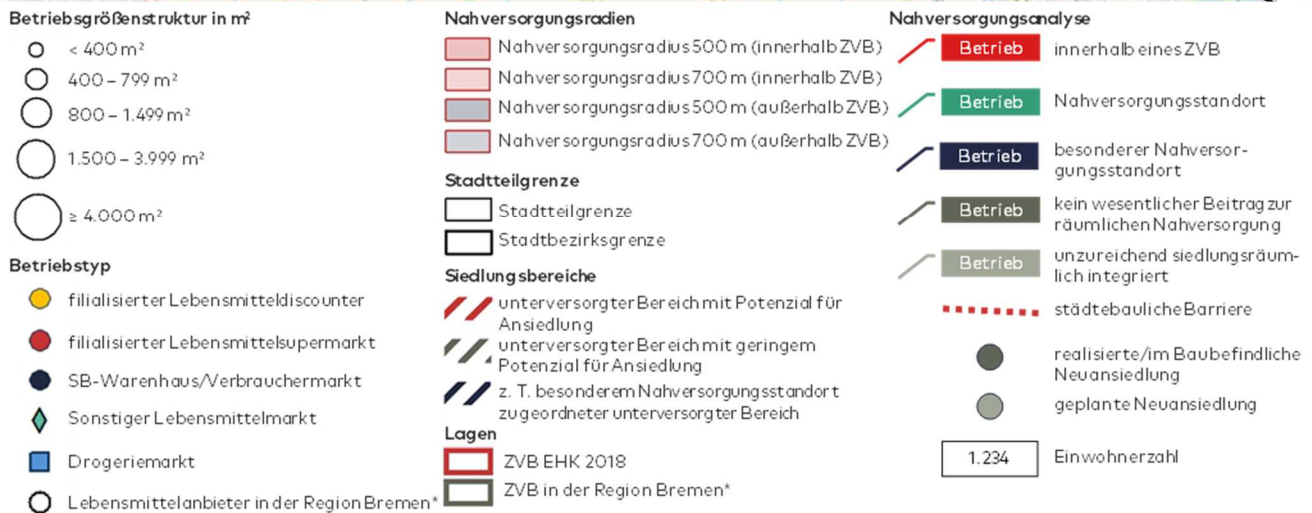 Betriebsgrößenstruktur in m²
< 400 m²
400 – 799 m²
800 – 1.499 m²
1.500 – 3.999 m²
≥ 4.000 m²
Betriebstyp
filialisierter Lebensmitteldiscounter
filialisierter Lebensmittelsupermarkt
SB-Warenhaus/Verbrauchermarkt
Sonstiger Lebensmittelmarkt
Drogeriemarkt
Lebensmittelanbieter in der Region Bremen*
Nahversorgungsradien
Nahversorgungsradius 500 m (innerhalb ZVB)
Nahversorgungsradius 700 m (innerhalb ZVB)
Nahversorgungsradius 500 m (außerhalb ZVB)
Nahversorgungsradius 700 m (außerhalb ZVB)
Stadtteilgrenze
Stadtteilgrenze
Stadtbezirksgrenze
Siedlungsbereiche
unterversorgter Bereich mit Potenzial für
Ansiedlung
unterversorgter Bereich mit geringem
Potenzial für Ansiedlung
z. T. besonderem Nahversorgungsstandort
zugeordneter unterversorgter Bereich
Lagen
ZVB EHK 2018
ZVB in der Region Bremen*
Nahversorgungsanalyse
Betrieb innerhalb eines ZVB
Betrieb Nahversorgungsstandort
Betrieb besonderer Nahversor-
gungsstandort
Betrieb kein wesentlicher Beitrag zur
räumlichen Nahversorgung
Betrieb unzureichend siedlungsräum-
lich integriert
städtebauliche Barriere
realisierte/im Bau befindliche
Neuansiedlung
geplante Neuansiedlung
1.234 Einwohnerzahl